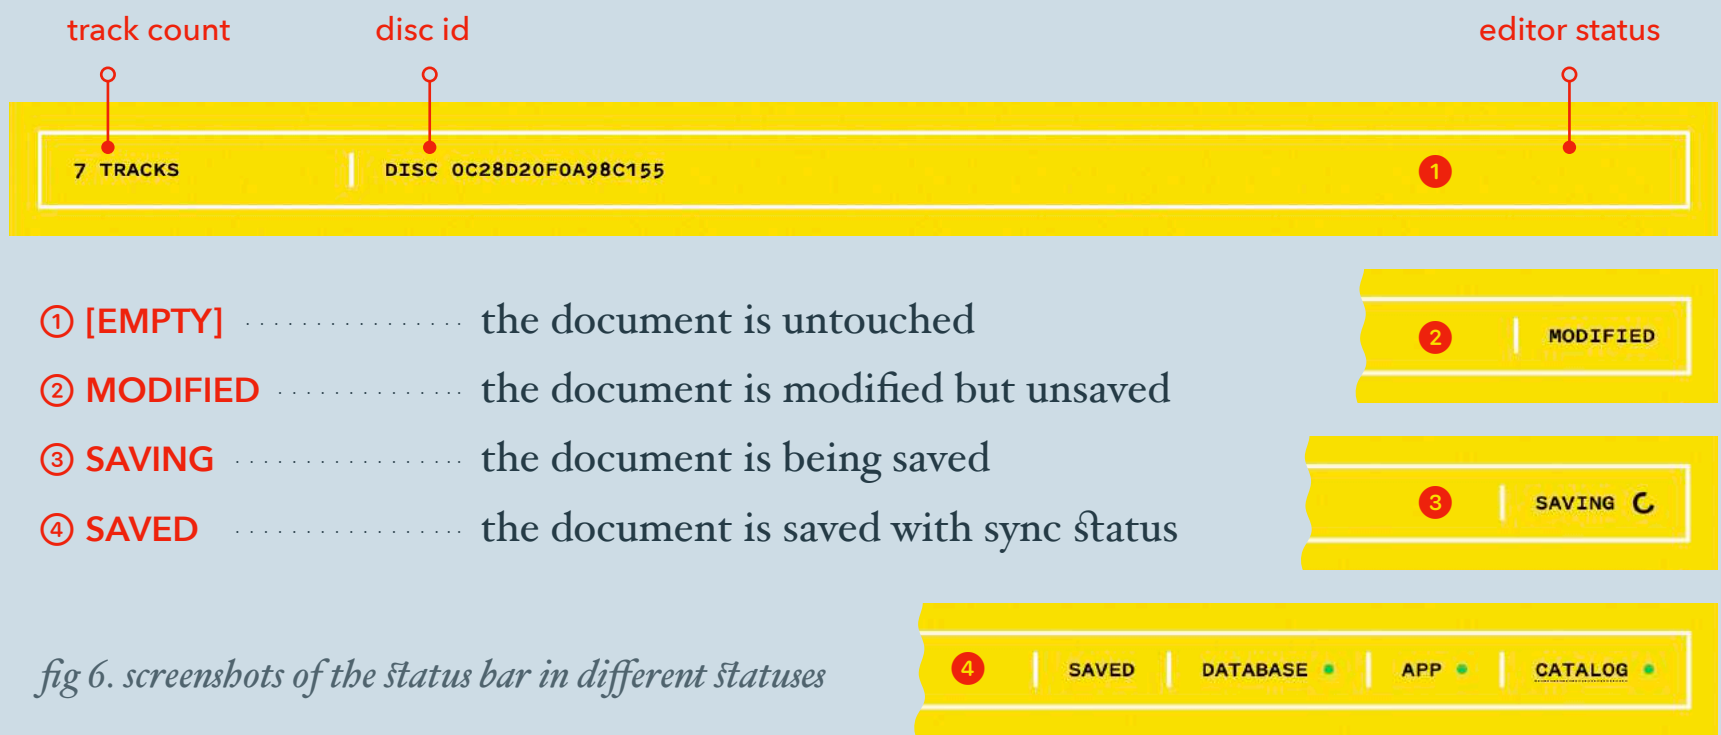 track count
disc id
editor status
7 TRACKS
DISC 0C28D20F0A98C155
1
① [EMPTY] ................ the document is untouched
② MODIFIED .............. the document is modified but unsaved
③ SAVING ................. the document is being saved
④ SAVED ................. the document is saved with sync status
2 MODIFIED
3 SAVING
4 SAVED DATABASE APP CATALOG
fig 6. screenshots of the status bar in different statuses